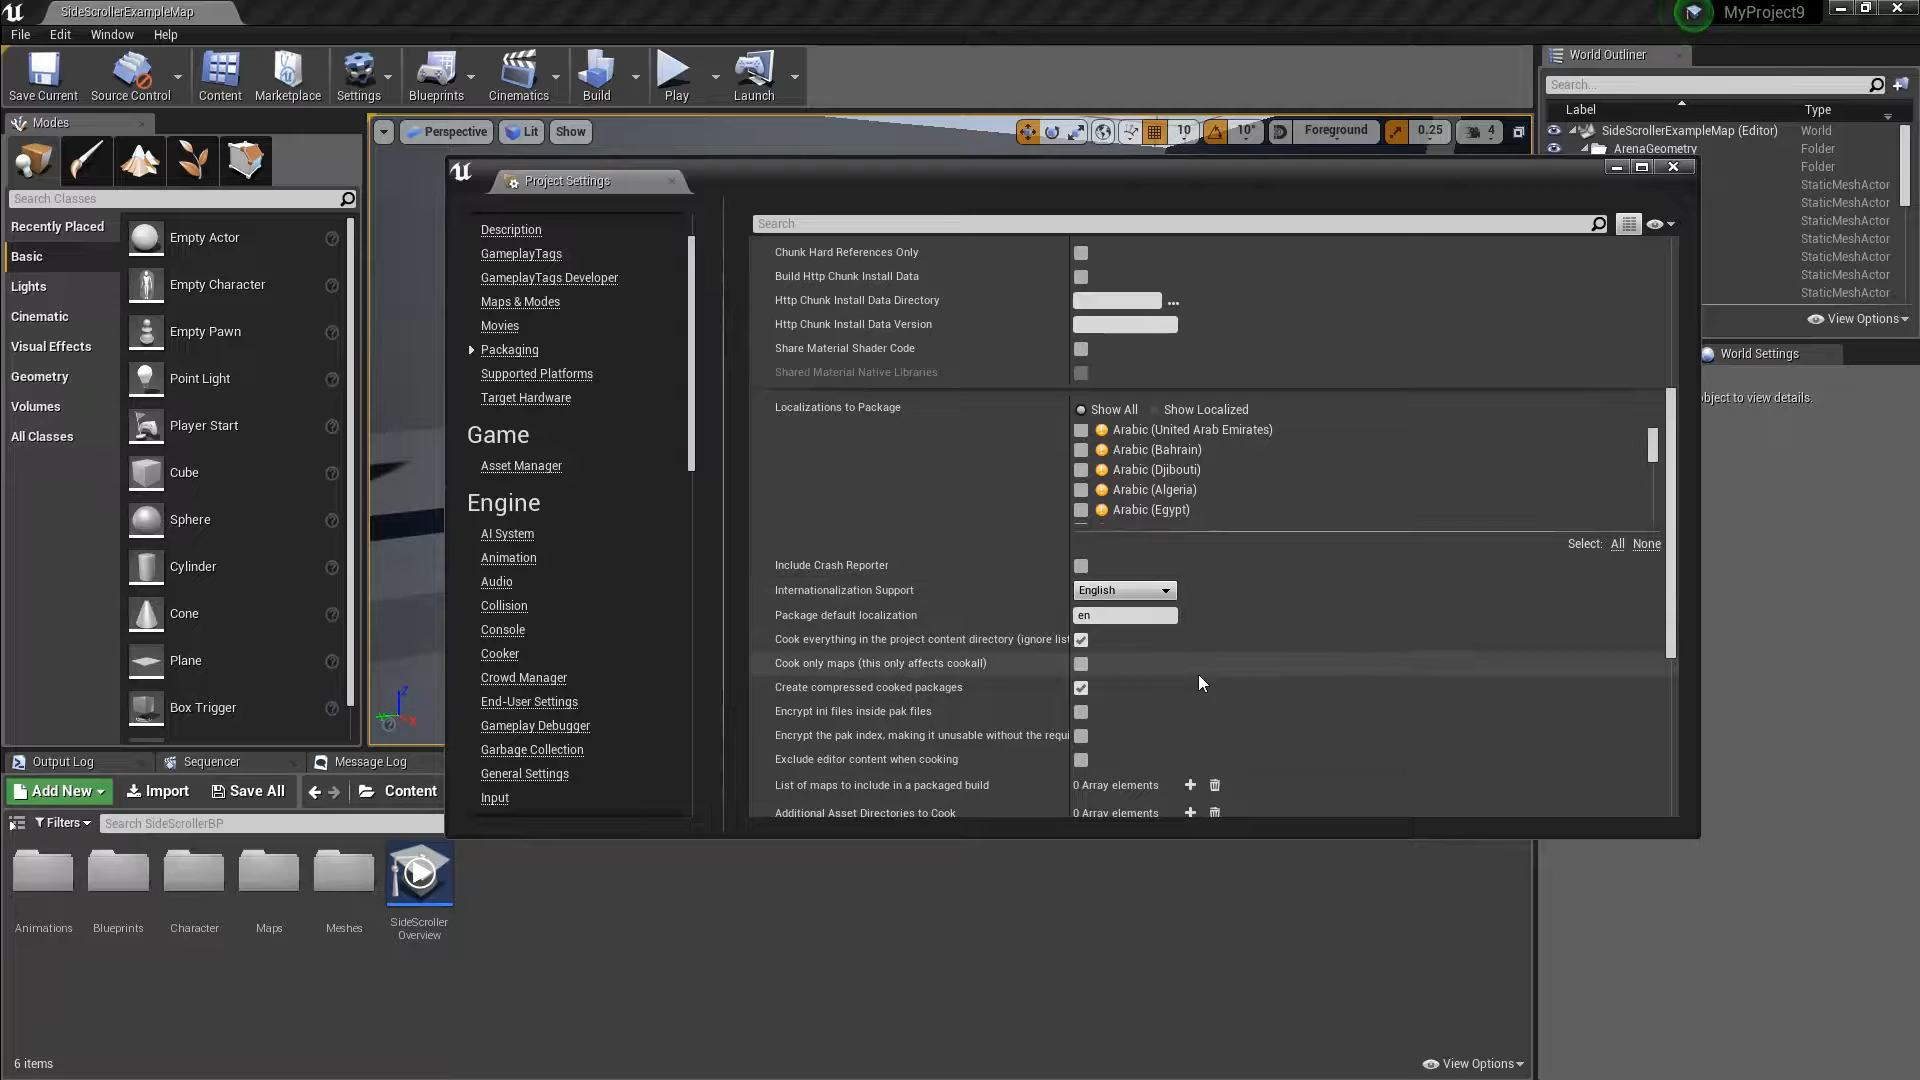 SideScrollerExampleMap
MyProject9
File Edit Window Help
Save Current
Source Control
Content
Marketplace
Settings
Blueprints
Cinematics
Build
Play
Launch
Modes
Search Classes
Recently Placed
Basic
Lights
Cinematic
Visual Effects
Geometry
Volumes
All Classes
Empty Actor
Empty Character
Empty Pawn
Point Light
Player Start
Cube
Sphere
Cylinder
Cone
Plane
Box Trigger
Perspective Lit Show
10 10° Foreground 0.25 4
Project Settings
Description
GameplayTags
GameplayTags Developer
Maps & Modes
Movies
Packaging
Supported Platforms
Target Hardware
Game
Asset Manager
Engine
AI System
Animation
Audio
Collision
Console
Cooker
Crowd Manager
End-User Settings
Gameplay Debugger
Garbage Collection
General Settings
Input
Search
Chunk Hard References Only
Build Http Chunk Install Data
Http Chunk Install Data Directory ...
Http Chunk Install Data Version
Share Material Shader Code
Shared Material Native Libraries
Localizations to Package
Show All Show Localized
Arabic (United Arab Emirates)
Arabic (Bahrain)
Arabic (Djibouti)
Arabic (Algeria)
Arabic (Egypt)
Select: All None
Include Crash Reporter
Internationalization Support English
Package default localization en
Cook everything in the project content directory (ignore list
Cook only maps (this only affects cookall)
Create compressed cooked packages
Encrypt ini files inside pak files
Encrypt the pak index, making it unusable without the requi
Exclude editor content when cooking
List of maps to include in a packaged build 0 Array elements
Additional Asset Directories to Cook 0 Array elements
World Outliner
Search...
Label Type
SideScrollerExampleMap (Editor) World
ArenaGeometry Folder
Folder
StaticMeshActor
StaticMeshActor
StaticMeshActor
StaticMeshActor
StaticMeshActor
StaticMeshActor
StaticMeshActor
View Options
World Settings
object to view details.
Output Log
Sequencer
Message Log
Add New Import Save All Content
Filters Search SideScrollerBP
Animations
Blueprints
Character
Maps
Meshes
SideScroller
Overview
6 items
View Options